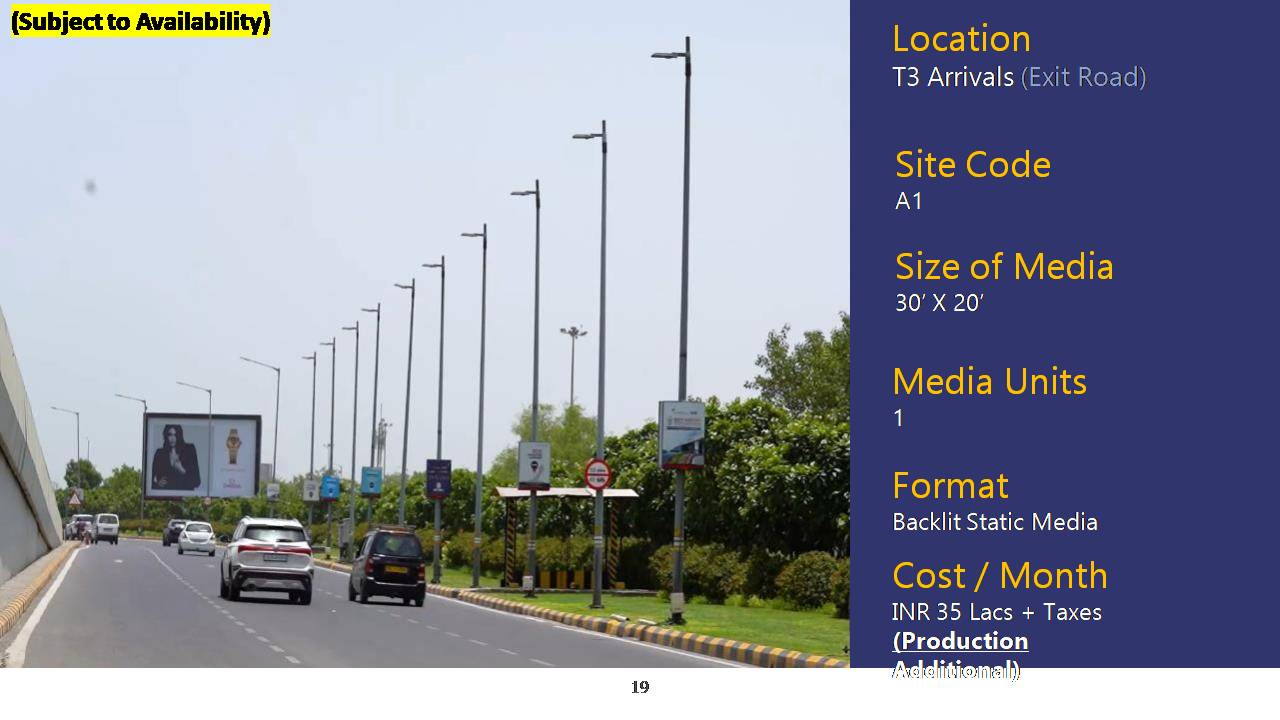 (Subject to Availability)
Location
T3 Arrivals (Exit Road)
Site Code
A1
Size of Media
30’ X 20’
Media Units
1
Format
Backlit Static Media
Cost / Month
INR 35 Lacs + Taxes
(Production
Additional)
19